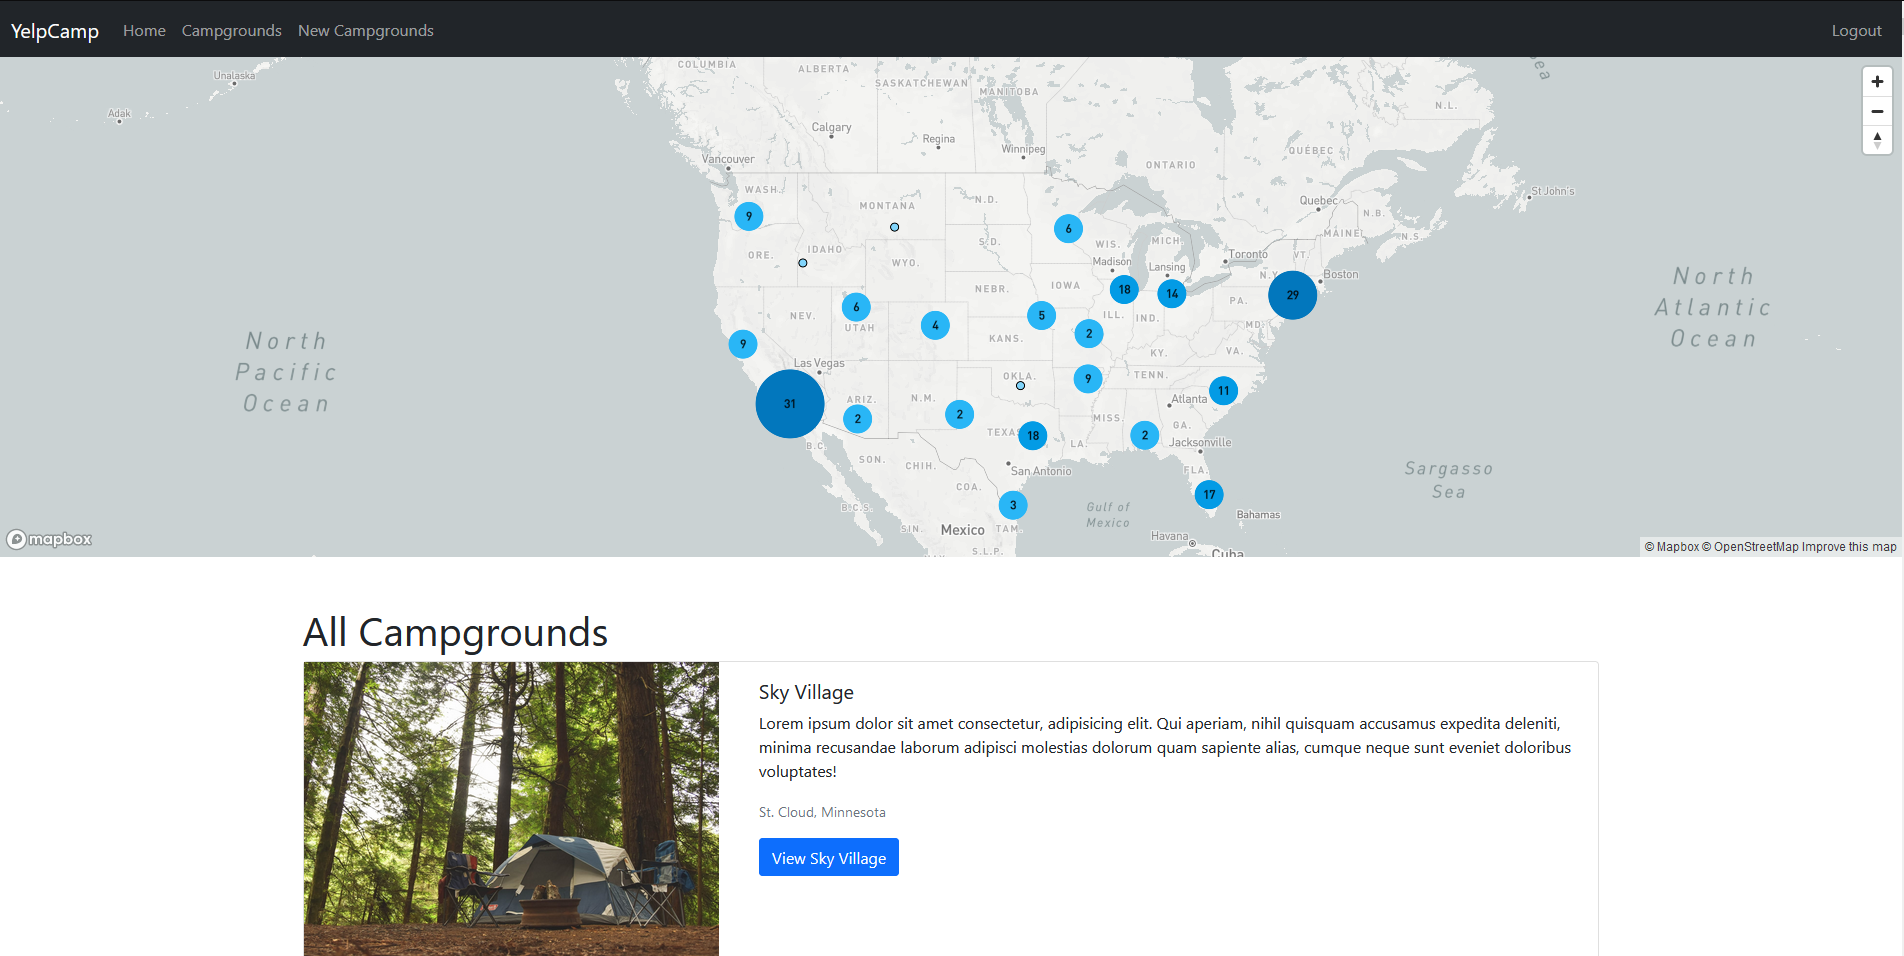 YelpCamp Home Campgrounds New Campgrounds Logout
COLUMBIA
ALBERTA
SASKATCHEWAN
MANITOBA
Unalaska
Adak
N.L.
Calgary
Regina
Winnipeg
QUÉBEC
Vancouver
ONTARIO
WASH.
MONTANA
N.D.
St John's
Quebec
N.B.
9
6
MAINE
N.S.
ORE.
IDAHO
WYO.
S.D.
WIS.
MICH.
Toronto
VT.
Madison
Lansing
N.Y.
Boston
NEBR.
IOWA
18
14
29
North
Atlantic
Ocean
6
NEV.
UTAH
4
5
ILL.
IND.
PA.
2
MD.
North
Pacific
Ocean
9
KANS.
KY.
VA.
Las Vegas
OKLA.
9
TENN.
31
ARIZ.
N.M.
11
Atlanta
2
2
MISS.
GA.
TEXAS
18
LA.
2
Jacksonville
B.C.
SON.
CHIH.
San Antonio
FLA.
Sargasso
Sea
COA.
17
B.C.S.
3
Gulf of
Mexico
Bahamas
SIN.
Mexico
TAM.
Havana
S.L.P.
Cuba
sea
mapbox
© Mapbox © OpenStreetMap Improve this map
All Campgrounds
Sky Village
Lorem ipsum dolor sit amet consectetur, adipisicing elit. Qui aperiam, nihil quisquam accusamus expedita deleniti,
minima recusandae laborum adipisci molestias dolorum quam sapiente alias, cumque neque sunt eveniet doloribus
voluptates!
St. Cloud, Minnesota
View Sky Village